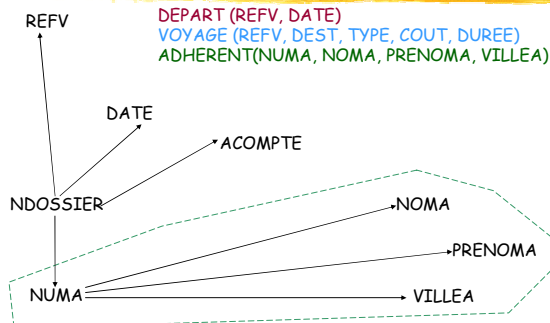 REFV
DEPART (REFV, DATE)
VOYAGE (REFV, DEST, TYPE, COUT, DUREE)
ADHERENT(NUMA, NOMA, PRENOMA, VILLEA)
DATE
ACOMPTE
NDOSSIER
NOMA
PRENOMA
NUMA
VILLEA